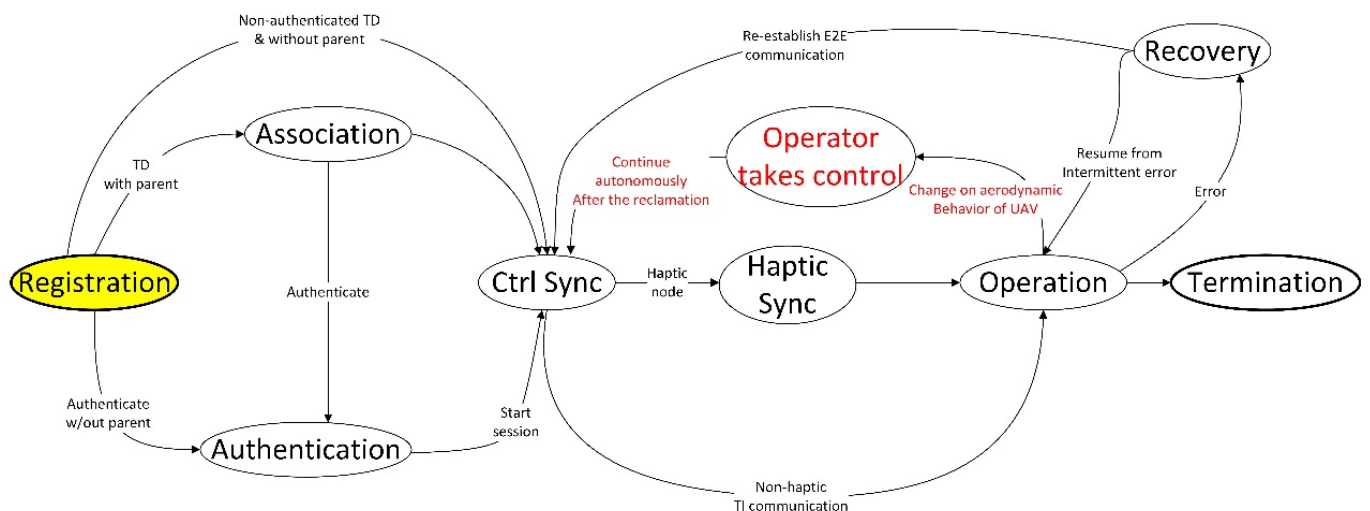 Non-authenticated TD
& without parent
Re-establish E2E
communication
Recovery
Association
Operator
takes control
TD
with parent
Continue
autonomously
After the reclamation
Change on aerodynamic
Behavior of UAV
Resume from
Intermittent error
Error
Registration
Authenticate
Ctrl Sync
Haptic
node
Haptic
Sync
Operation
Termination
Authenticate
w/out parent
Authentication
Start
session
Non-haptic
TI communication